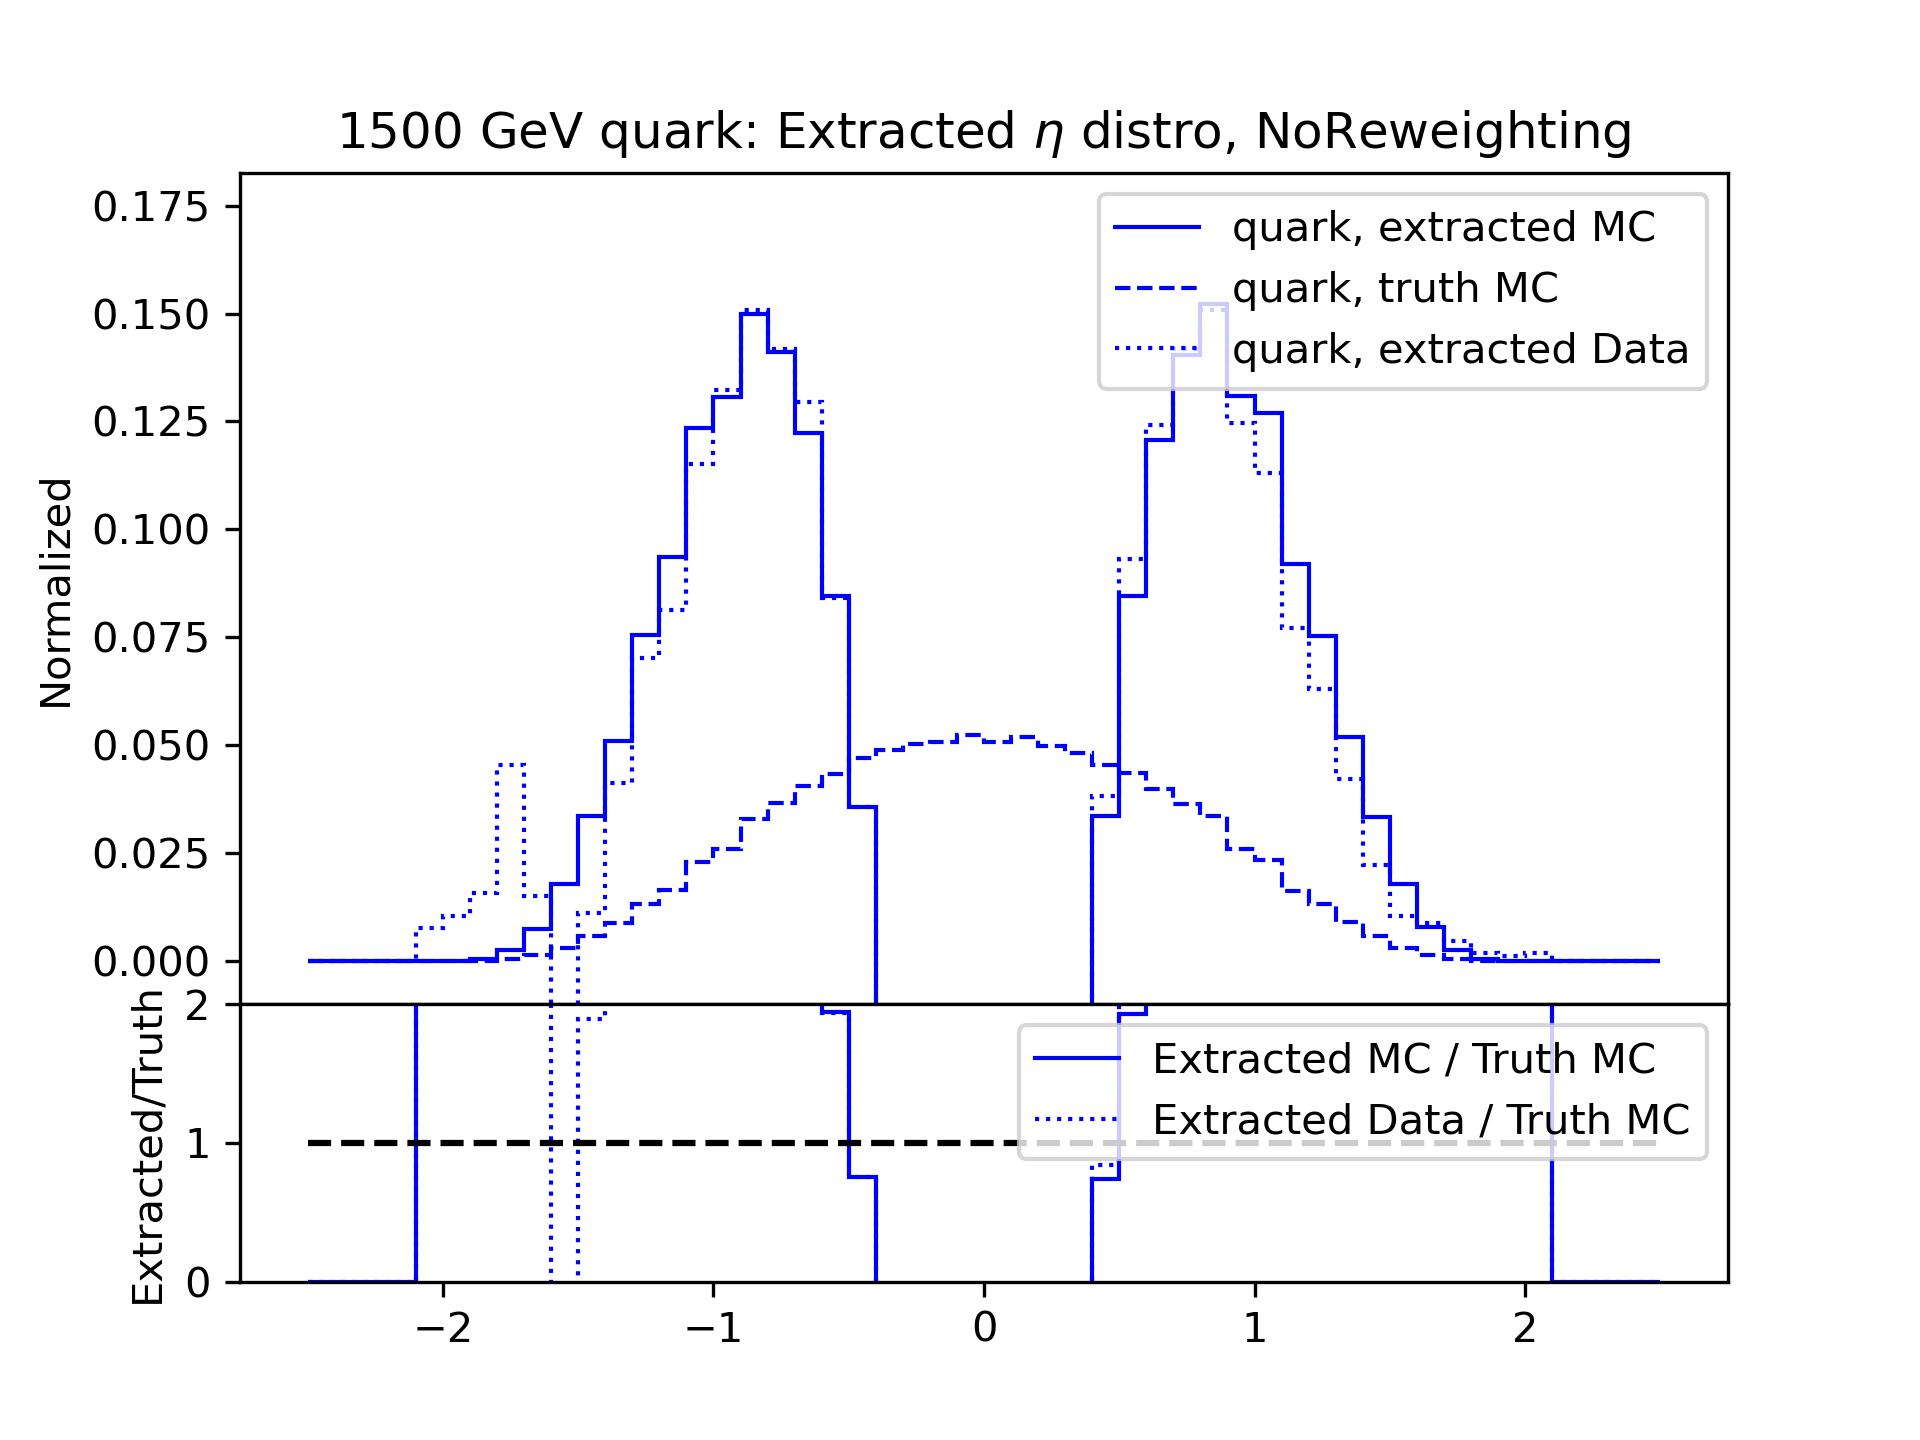 1500 GeV quark: Extracted η distro, NoReweighting
Normalized
0.175
0.150
0.125
0.100
0.075
0.050
0.025
0.000
quark, extracted MC
quark, truth MC
quark, extracted Data
Extracted/Truth
2
1
0
Extracted MC / Truth MC
Extracted Data / Truth MC
−2 −1 0 1 2